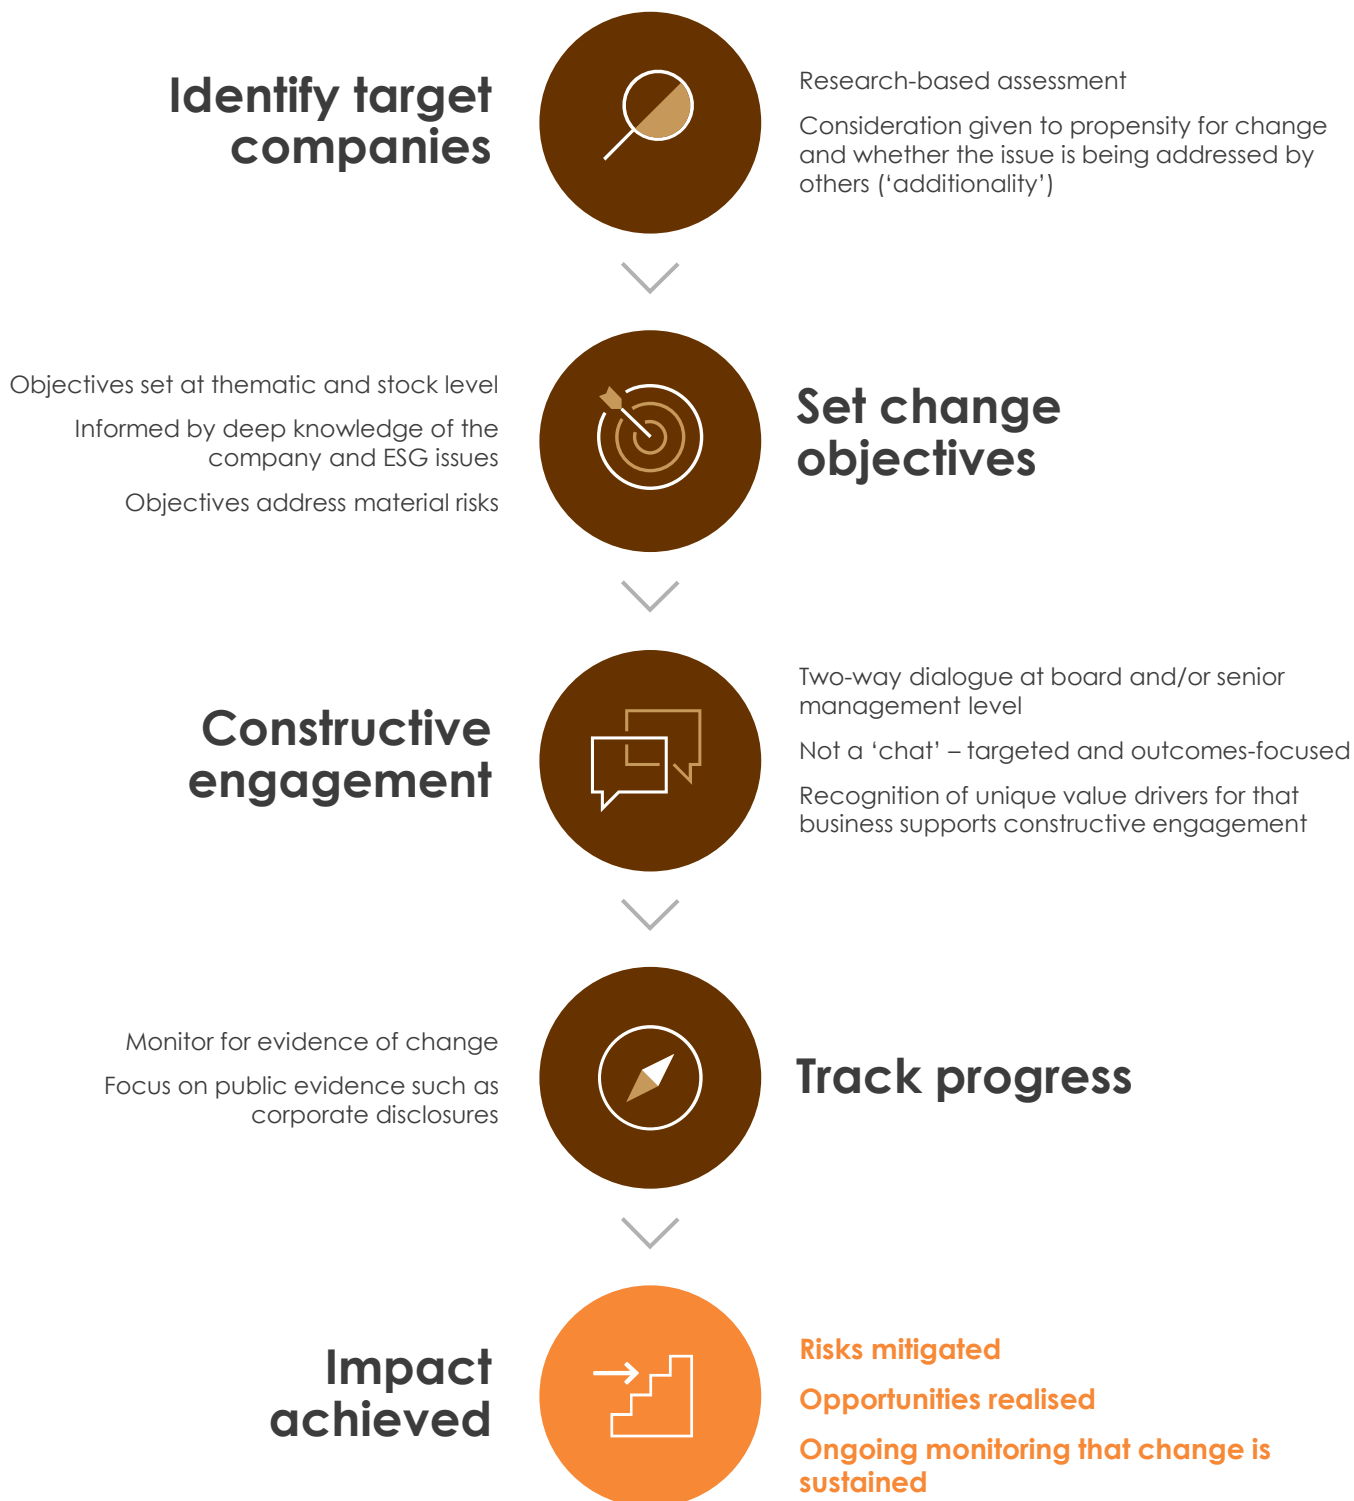 Identify target
companies
Research-based assessment
Consideration given to propensity for change
and whether the issue is being addressed by
others (‘additionality’)
Objectives set at thematic and stock level
Informed by deep knowledge of the
company and ESG issues
Objectives address material risks
Set change
objectives
Constructive
engagement
Two-way dialogue at board and/or senior
management level
Not a ‘chat’ – targeted and outcomes-focused
Recognition of unique value drivers for that
business supports constructive engagement
Monitor for evidence of change
Focus on public evidence such as
corporate disclosures
Track progress
Impact
achieved
Risks mitigated
Opportunities realised
Ongoing monitoring that change is
sustained